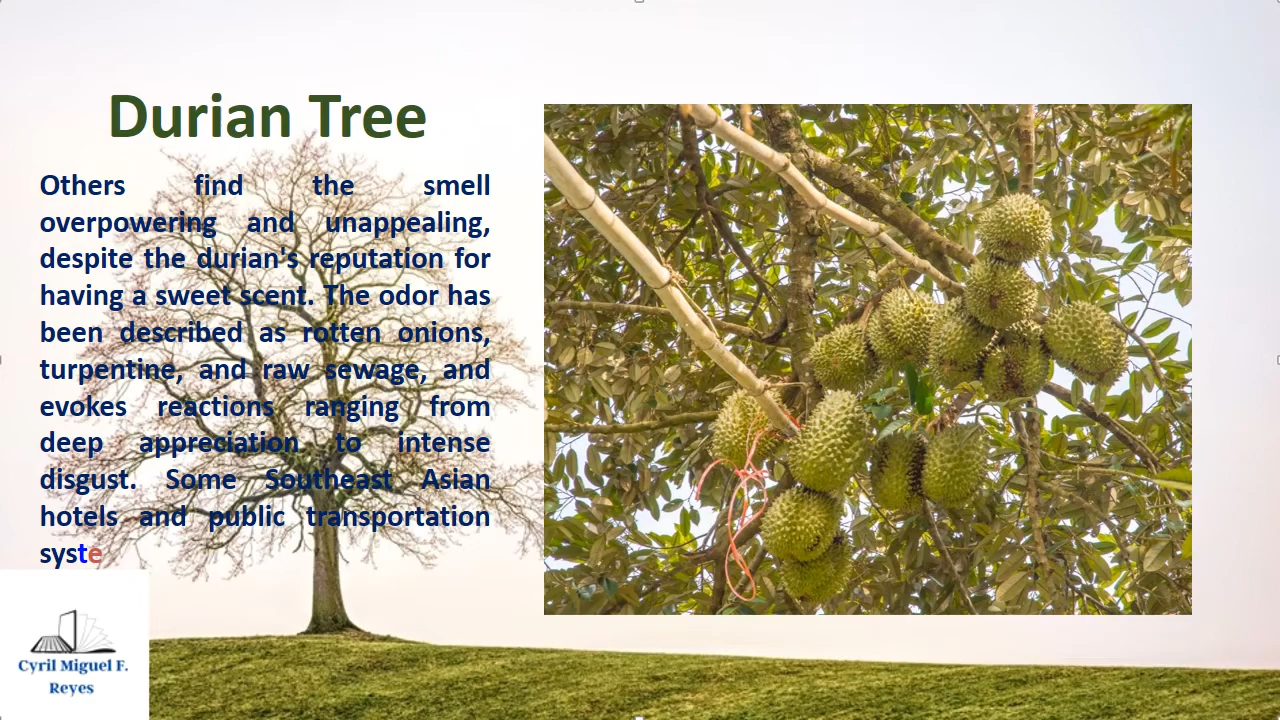 Durian Tree
Others find the smell
overpowering and unappealing,
despite the durian's reputation for
having a sweet scent. The odor has
been described as rotten onions,
turpentine, and raw sewage, and
evokes reactions ranging from
deep appreciation to intense
disgust. Some Southeast Asian
hotels and public transportation
syste
Cyril Miguel F.
Reyes